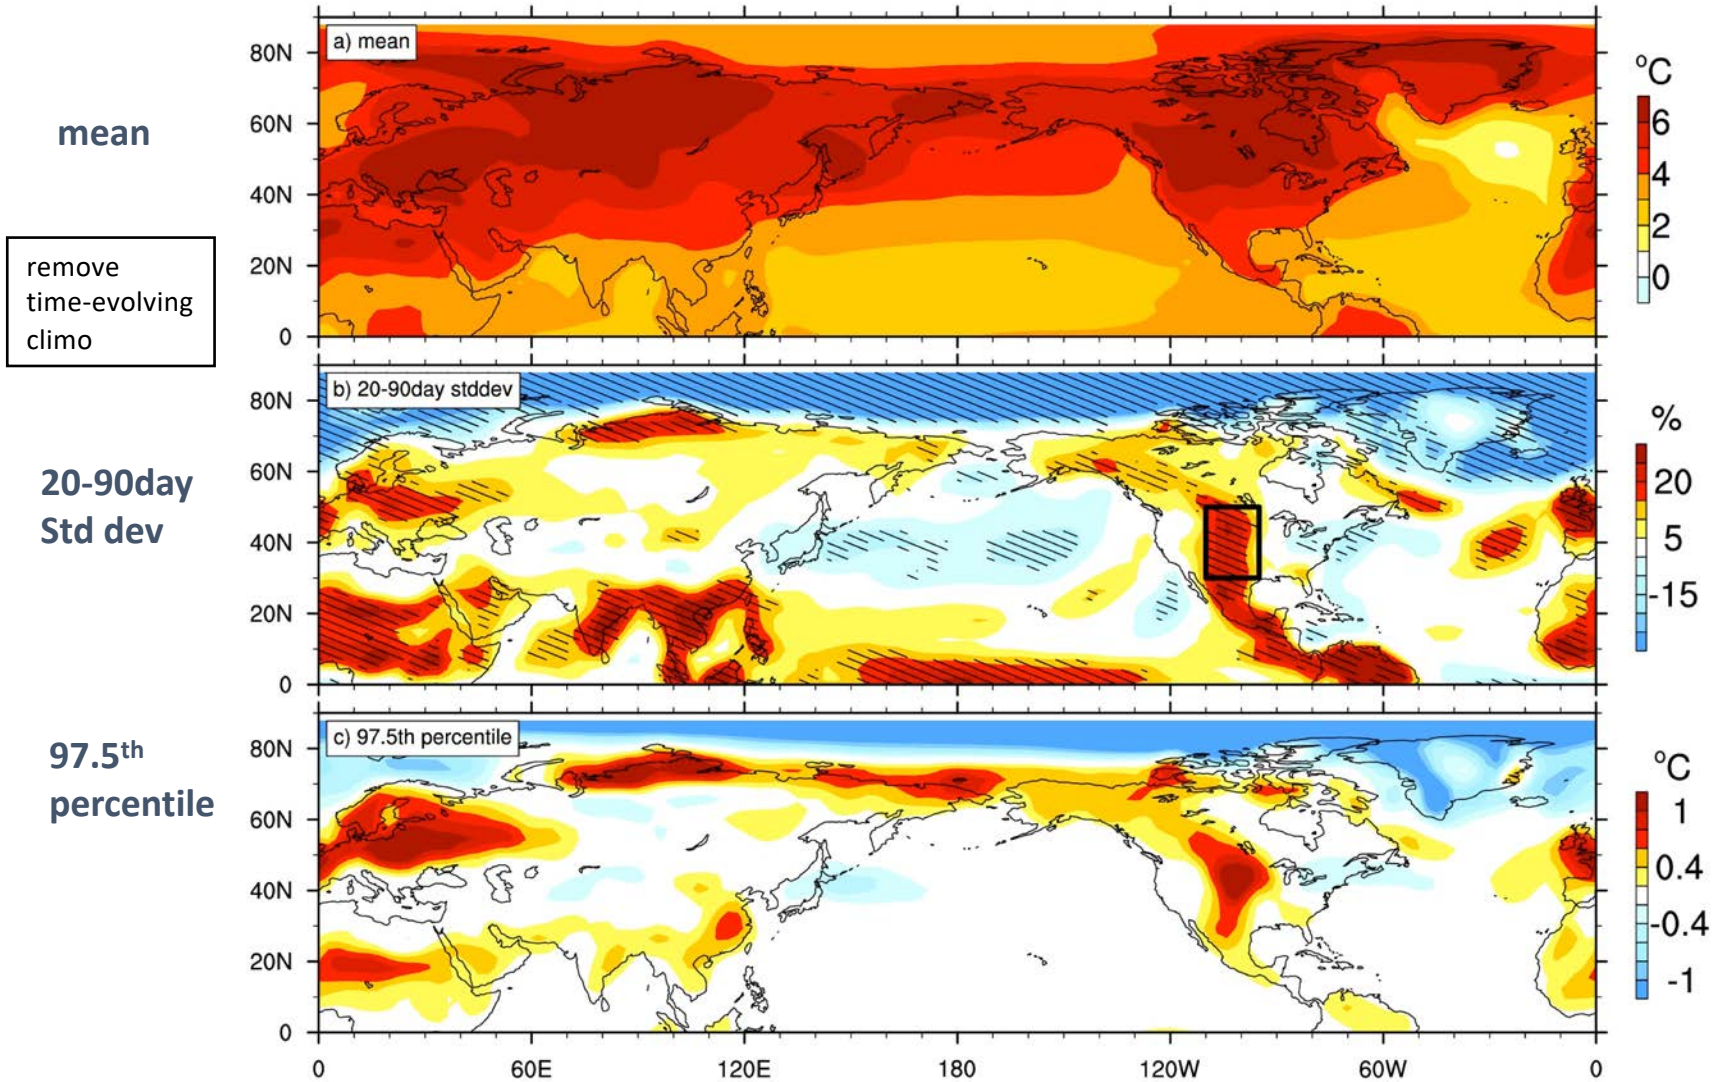 mean
a) mean
80N
60N
40N
20N
0
°C
6
4
2
0
remove
time-evolving
climo
b) 20-90day stddev
80N
60N
40N
20N
0
%
20
5
-15
20-90day
Std dev
c) 97.5th percentile
80N
60N
40N
20N
0
°C
1
0.4
-0.4
-1
97.5th
percentile
0 60E 120E 180 120W 60W 0